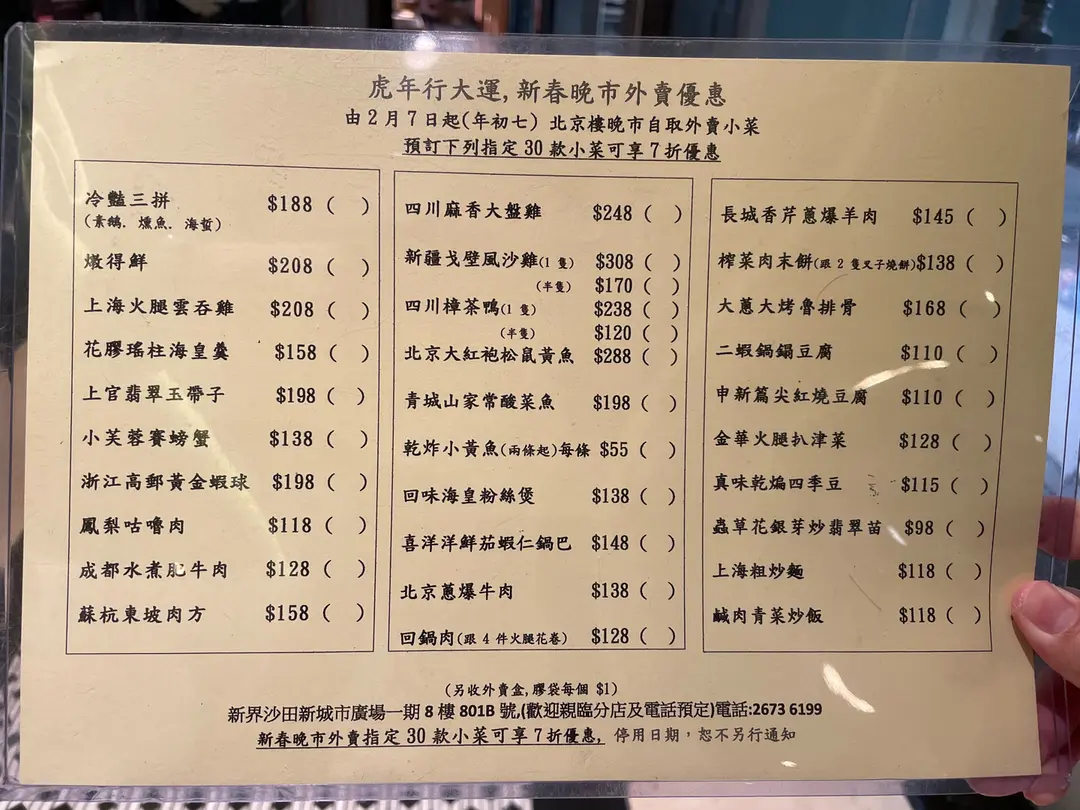 虎年行大運,新春晚市外賣優惠
由2月7日起(年初七) 北京樓晚市自取外賣小菜
預訂下列指定30款小菜可享7折優惠
冷豔三拼 $188 ( )
(素鵝. 燻魚. 海蜇)
燉得鮮 $208 ( )
上海火腿雲吞雞 $208 ( )
花膠瑤柱海皇羹 $158 ( )
上官翡翠玉帶子 $198 ( )
小芙蓉賽螃蟹 $138 ( )
浙江高郵黃金蝦球 $198 ( )
鳳梨咕嚕肉 $118 ( )
成都水煮肥牛肉 $128 ( )
蘇杭東坡肉方 $158 ( )
四川麻香大盤雞 $248 ( )
新疆戈壁風沙雞(1 隻) $308 ( )
(半隻) $170 ( )
四川樟茶鴨(1 隻) $238 ( )
(半隻) $120 ( )
北京大紅袍松鼠黃魚 $288 ( )
青城山家常酸菜魚 $198 ( )
乾炸小黃魚(兩條起)每條 $55 ( )
回味海皇粉絲煲 $138 ( )
喜洋洋鮮茄蝦仁鍋巴 $148 ( )
北京蔥爆牛肉 $138 ( )
回鍋肉(跟 4 件火腿花卷) $128 ( )
長城香芹蔥爆羊肉 $145 ( )
榨菜肉末餅(跟 2 隻叉子燒餅)$138 ( )
大蔥大烤魯排骨 $168 ( )
二蝦鍋鎉豆腐 $110 ( )
申新篇尖紅燒豆腐 $110 ( )
金華火腿扒津菜 $128 ( )
真味乾煸四季豆 $115 ( )
蟲草花銀芽炒翡翠苗 $98 ( )
上海粗炒麵 $118 ( )
鹹肉青菜炒飯 $118 ( )
(另收外賣盒,膠袋每個 $1)
新界沙田新城市廣場一期 8 樓 801B 號,(歡迎親臨分店及電話預定)電話:2673 6199
新春晚市外賣指定 30 款小菜可享 7 折優惠, 停用日期，恕不另行通知